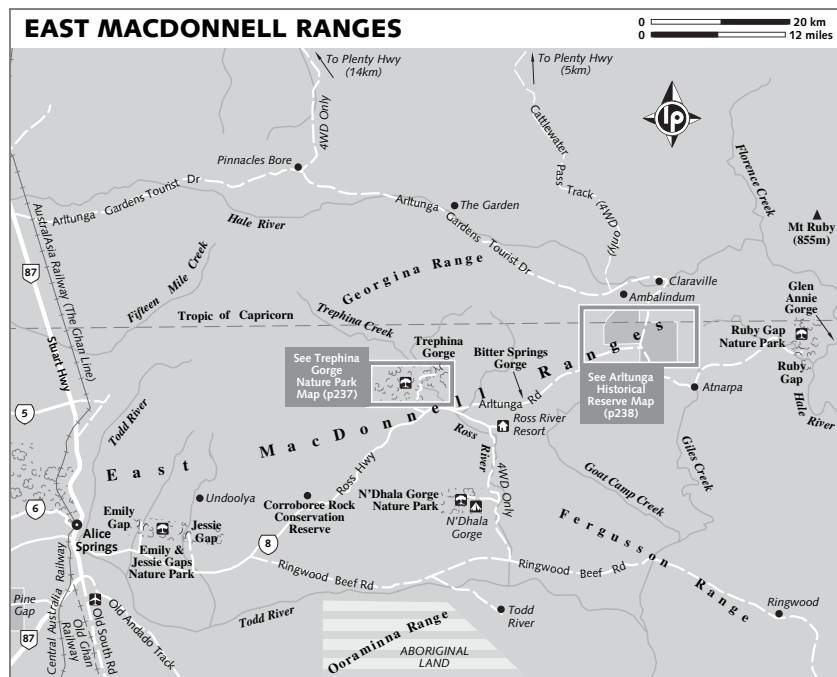 EAST MACDONNELL RANGES
0 20 km
0 12 miles
To Plenty Hwy
(14km)
To Plenty Hwy
(5km)
4WD Only
Cattlewater
Pass
Track
(4WD only)
lp
Florence Creek
Pinnacles Bore
Arltunga Gardens Tourist Dr
The Garden
Arltunga
Gardens Tourist Dr
Mt Ruby
(855m)
Hale River
AustralAsia Railway (The Ghan Line)
87
Fifteen Mile Creek
Georgina Range
Claraville
Ambalindum
Glen
Annie
Gorge
Trephina Creek
Tropic of Capricorn
Stuart Hwy
Ruby Gap
Nature Park
Ruby
Gap
See Trephina
Gorge
Nature Park
Map (p237)
Trephina
Gorge
Bitter Springs
Gorge
See Arltunga
Historical
Reserve Map
(p238)
Atnarpa
Hale
River
East MacDonnell Ranges
Arltunga Rd
5
Todd River
Ross River
Resort
Ross
River
Ross Hwy
4WD Only
Giles Creek
Goat Camp Creek
Undoolya
Corroboree Rock
Conservation
Reserve
N'Dhala Gorge
Nature Park
N'Dhala
Gorge
6
Emily
Gap
Jessie
Gap
Alice
Springs
Emily &
Jessie Gaps
Nature Park
8
Fergusson Range
Ringwood Beef Rd
Ringwood Beef Rd
Ringwood
Pine
Gap
Todd River
Todd
River
87
Central Australia Railway
Old Ghan
Railway
Old South Rd
Old Andado Track
Ooraminna Range
ABORIGINAL
LAND